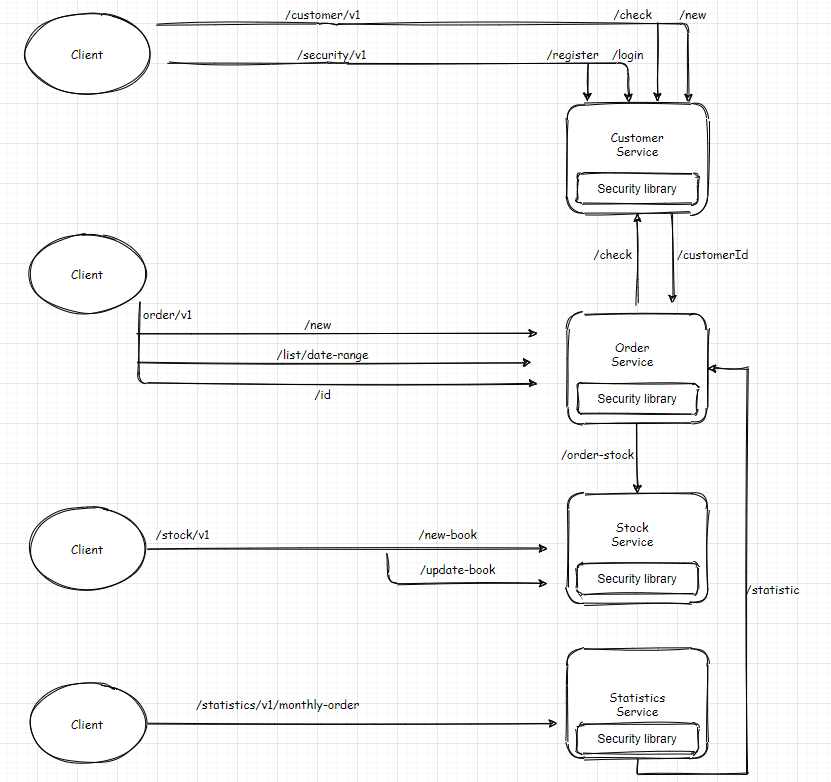 /customer/v1
/check
/new
Client
/security/v1
/register
/login
Customer
Service
Security library
/check
/customerId
Client
order/v1
/new
/list/date-range
/id
Order
Service
Security library
/order-stock
Client
/stock/v1
/new-book
/update-book
Stock
Service
Security library
/statistic
Client
/statistics/v1/monthly-order
Statistics
Service
Security library